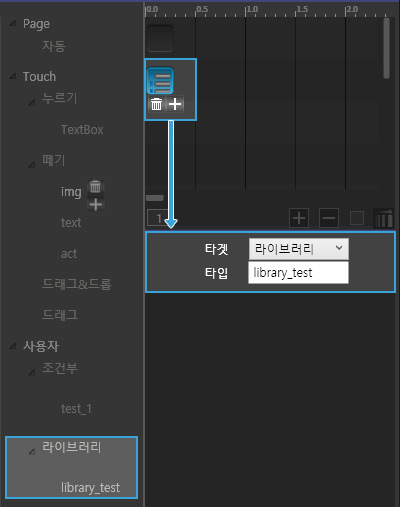 Page
자동
Touch
누르기
TextBox
떼기
img
text
act
드래그&드롭
드래그
사용자
조건부
test_1
라이브러리
library_test
0.0 0.5 1.0 1.5 2.0
1
타겟 라이브러리
타입 library_test